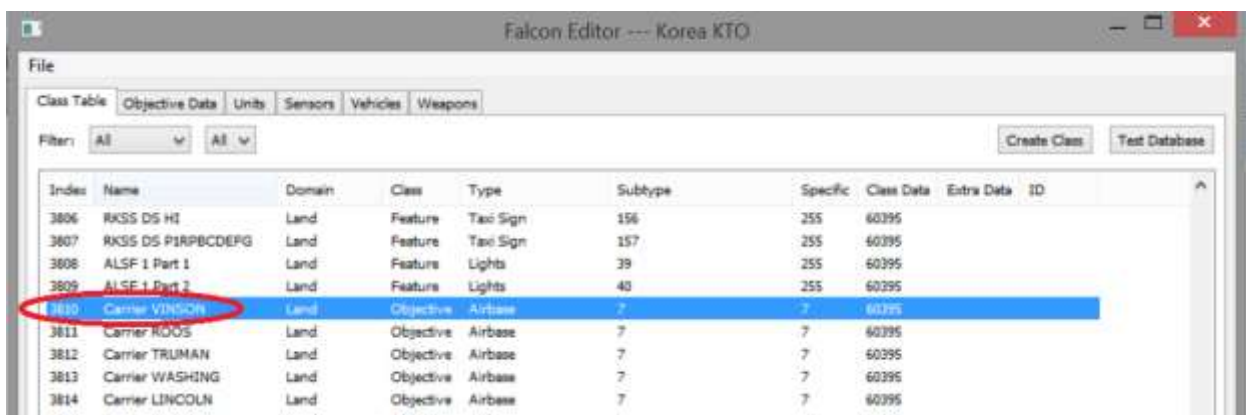 Falcon Editor --- Korea KTO
File
Class Table Objective Data Units Sensors Vehicles Weapons
Filter: All All Create Class Test Database
Index Name Domain Class Type Subtype Specific Class Data Extra Data ID
3806 RKSS DS HI Land Feature Taxi Sign 156 255 60395
3807 RKSS DS P1RPBCDEFG Land Feature Taxi Sign 157 255 60395
3808 ALSF 1 Part 1 Land Feature Lights 39 255 60395
3809 ALSF 1 Part 2 Land Feature Lights 40 255 60395
3810 Carrier VINSON Land Objective Airbase 7 7 60395
3811 Carrier ROOS Land Objective Airbase 7 7 60395
3812 Carrier TRUMAN Land Objective Airbase 7 7 60395
3813 Carrier WASHING Land Objective Airbase 7 7 60395
3814 Carrier LINCOLN Land Objective Airbase 7 7 60395